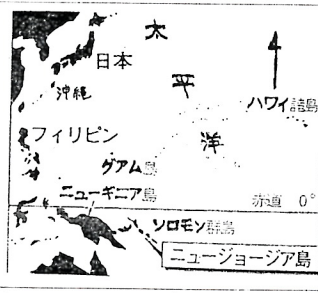 太平洋
日本
沖縄
ハワイ諸島
フィリピン
グアム島
ニューギニア島
赤道 0°
ソロモン群島
ニュージョージア島